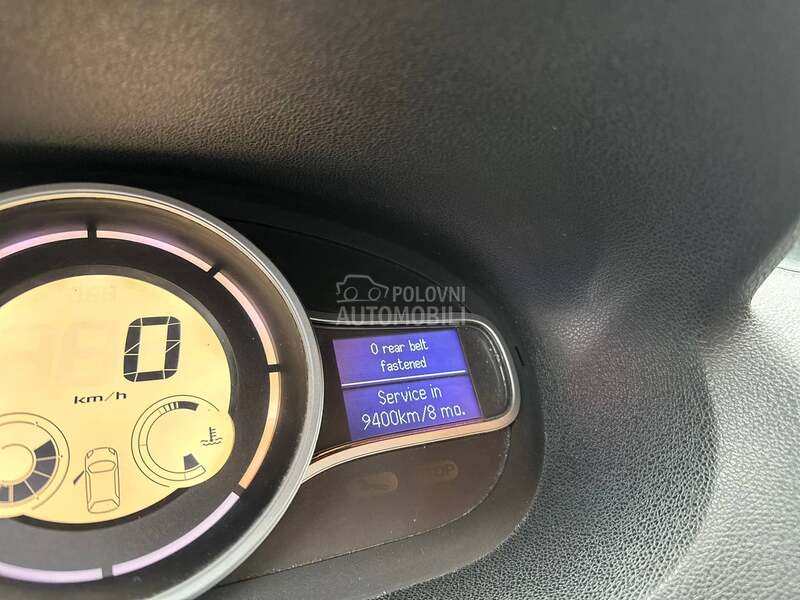 POLOVNI
AUTOMOBILI
0 rear belt
fastened
Service in
9400km/8 mo.
0
km/h